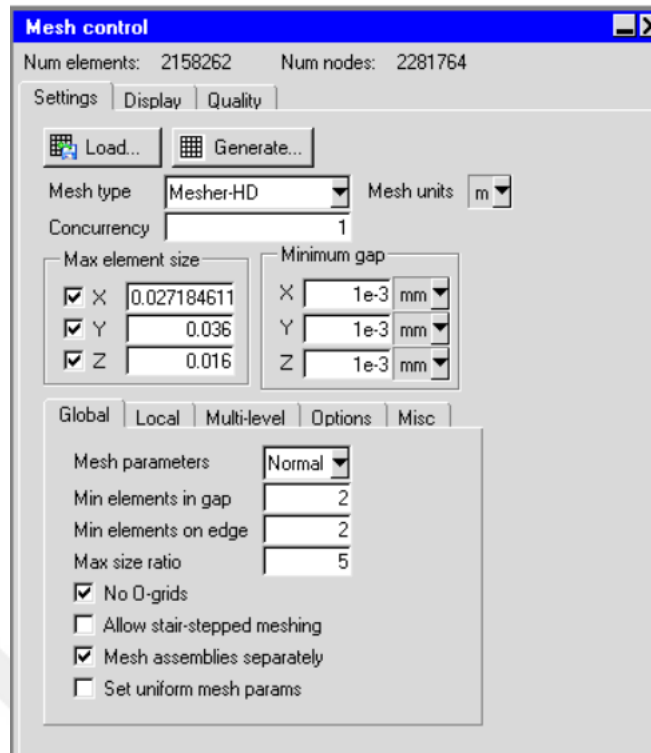 Mesh control
Num elements: 2158262 Num nodes: 2281764
Settings Display Quality
Load... Generate...
Mesh type Mesher-HD Mesh units m
Concurrency 1
Max element size Minimum gap
X 0.027184611 X 1e-3 mm
Y 0.036 Y 1e-3 mm
Z 0.016 Z 1e-3 mm
Global Local Multi-level Options Misc
Mesh parameters Normal
Min elements in gap 2
Min elements on edge 2
Max size ratio 5
No O-grids
Allow stair-stepped meshing
Mesh assemblies separately
Set uniform mesh params